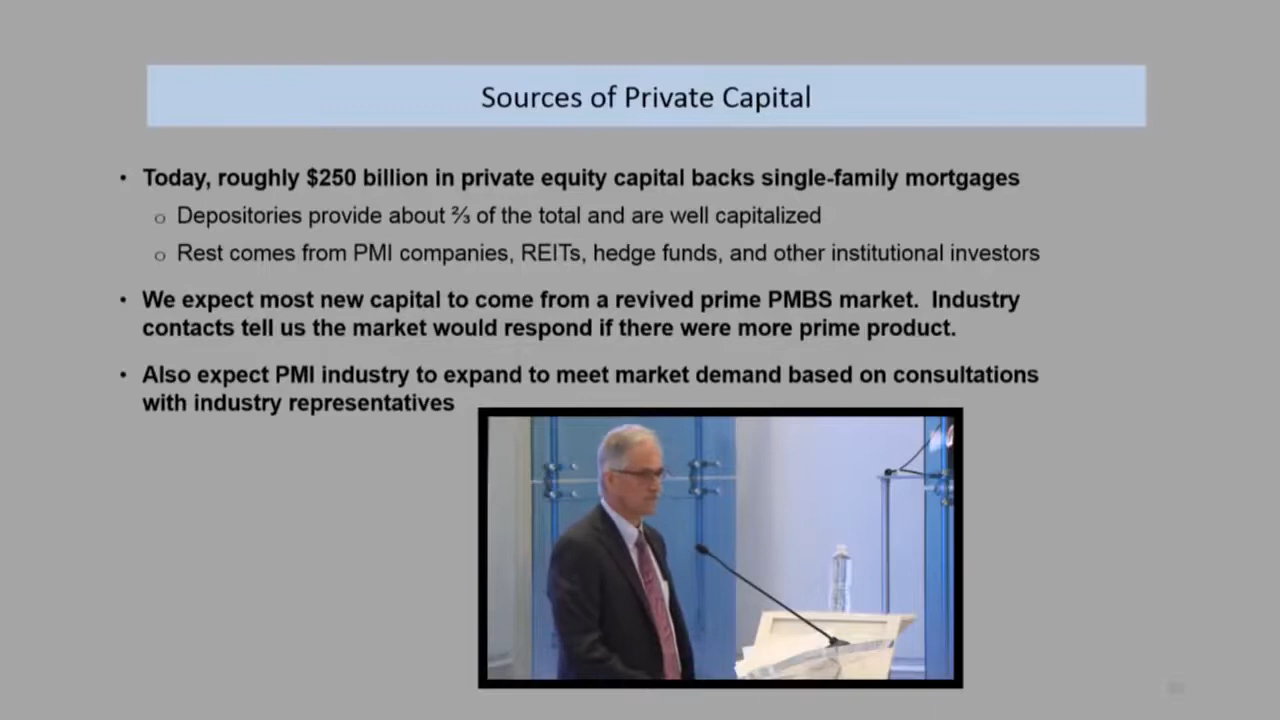 Sources of Private Capital
• Today, roughly $250 billion in private equity capital backs single-family mortgages
o Depositories provide about ⅔ of the total and are well capitalized
o Rest comes from PMI companies, REITs, hedge funds, and other institutional investors
• We expect most new capital to come from a revived prime PMBS market.  Industry
contacts tell us the market would respond if there were more prime product.
• Also expect PMI industry to expand to meet market demand based on consultations
with industry representatives